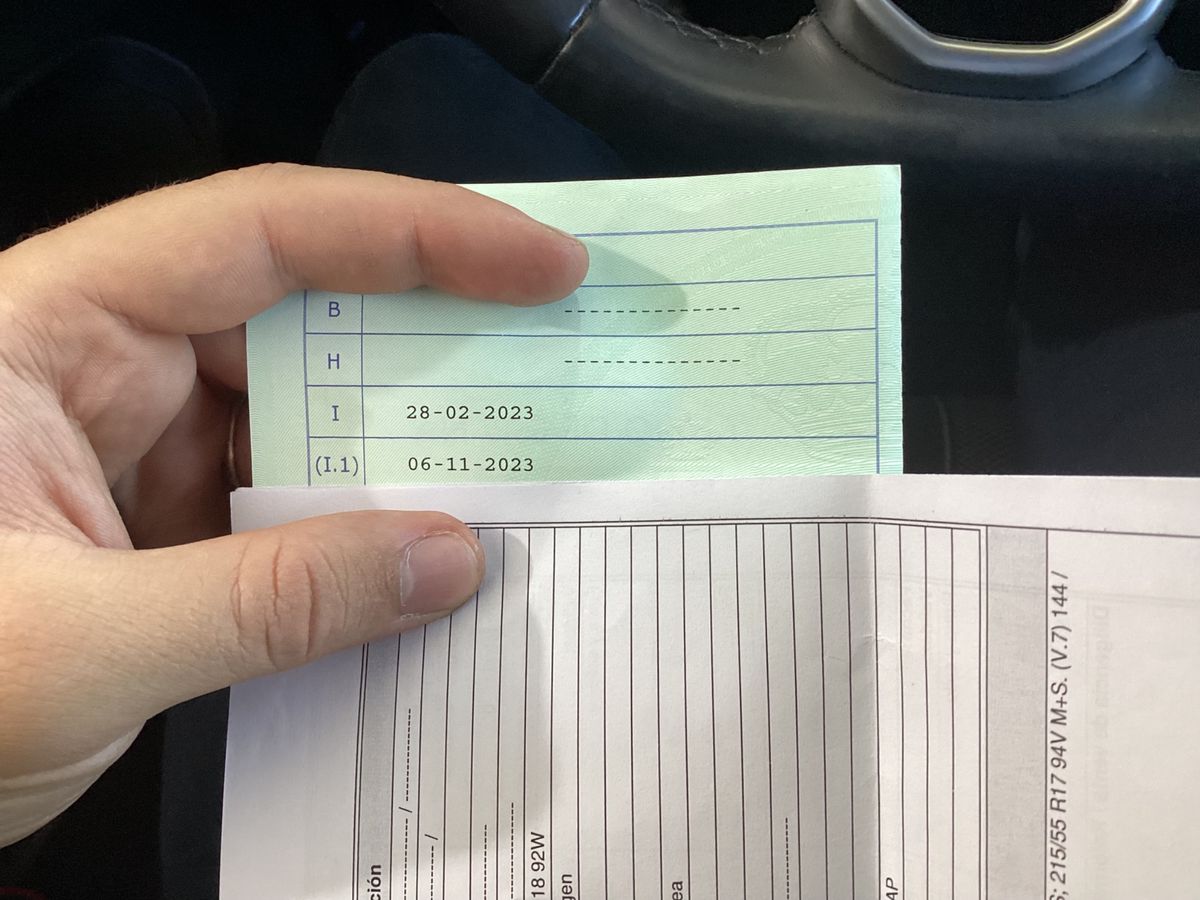 B -------------
H -------------
I 28-02-2023
(I.1) 06-11-2023
ción
/
/
18 92W
gen
ea
AP
S; 215/55 R17 94V M+S. (V.7) 144 /